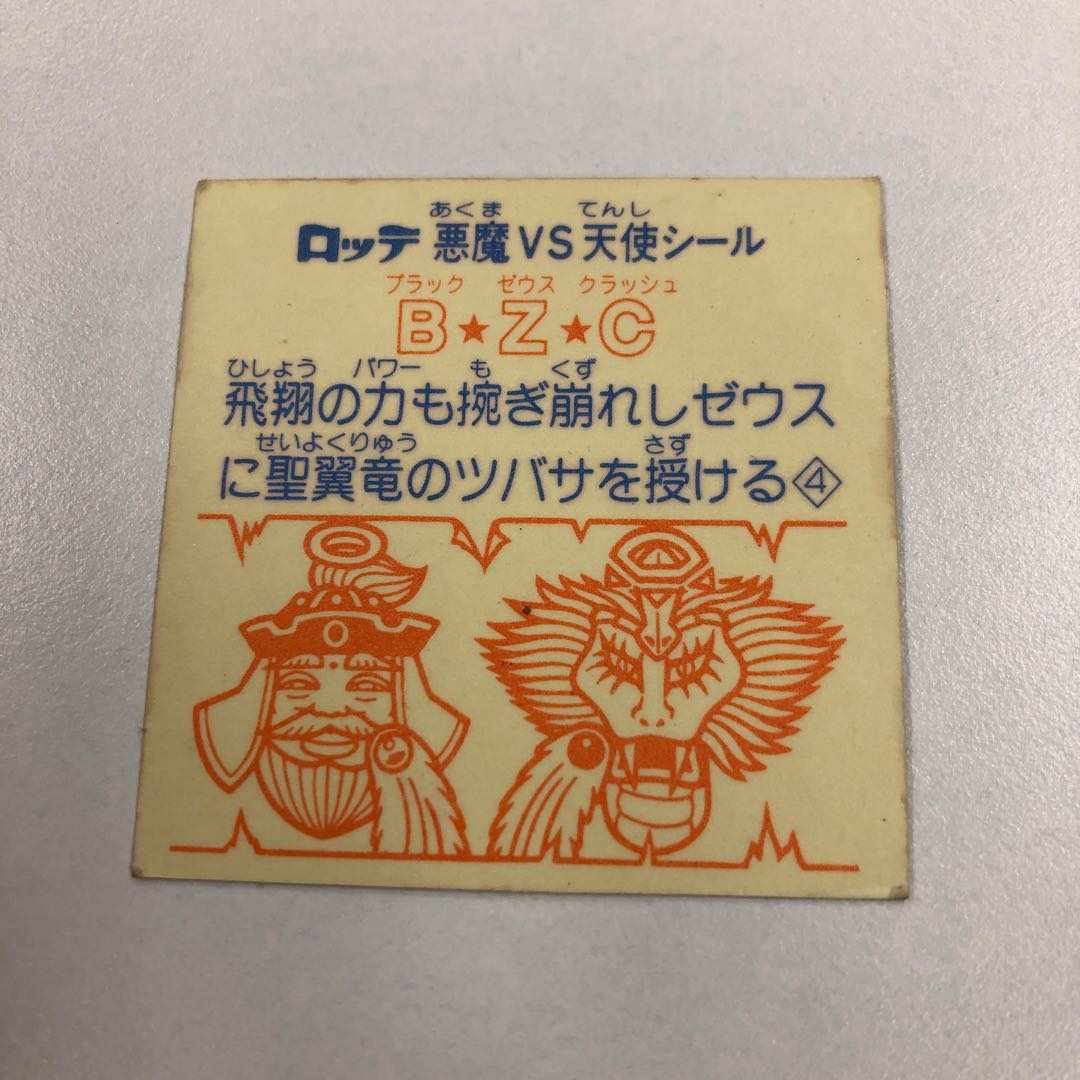 あくま てんし
ロッテ 悪魔VS天使シール
ブラック ゼウス クラッシュ
B★Z★C
ひしょう パワー も くず
飛翔の力も捥ぎ崩れしゼウス
せいよくりゅう さず
に聖翼竜のツバサを授ける④